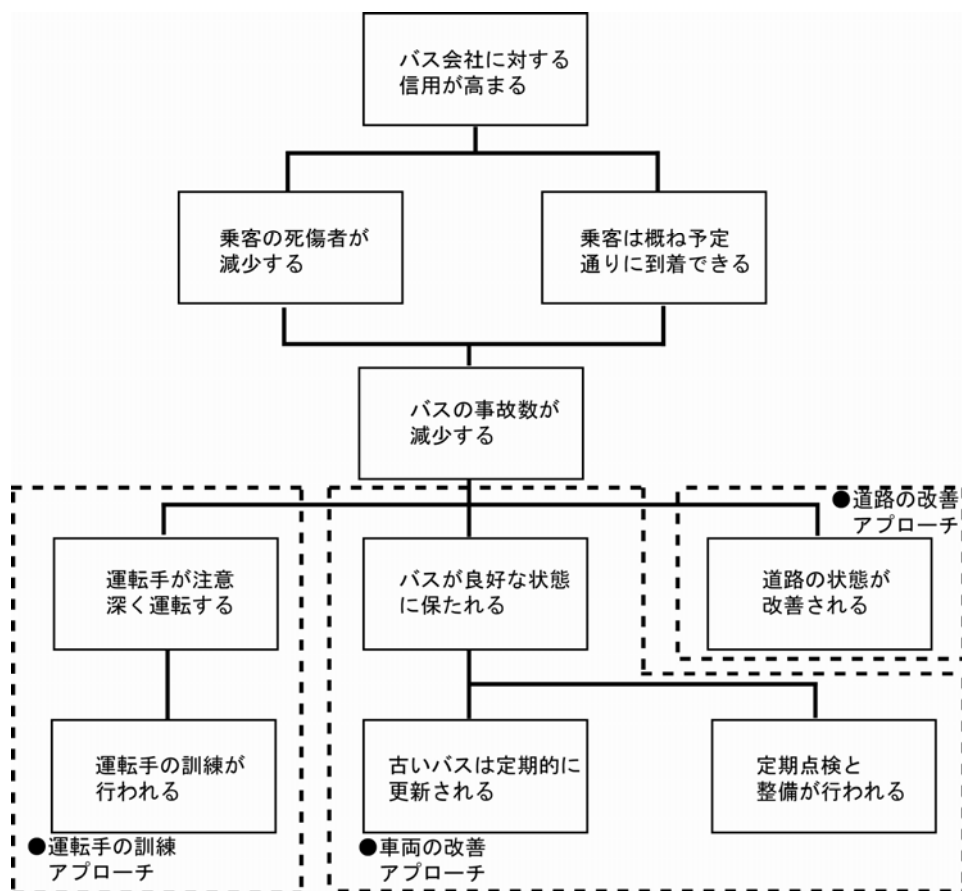 バス会社に対する
信用が高まる
乗客の死傷者が
減少する
乗客は概ね予定
通りに到着できる
バスの事故数が
減少する
●道路の改善
アプローチ
運転手が注意
深く運転する
バスが良好な状態
に保たれる
道路の状態が
改善される
運転手の訓練が
行われる
古いバスは定期的に
更新される
定期点検と
整備が行われる
●運転手の訓練
アプローチ
●車両の改善
アプローチ